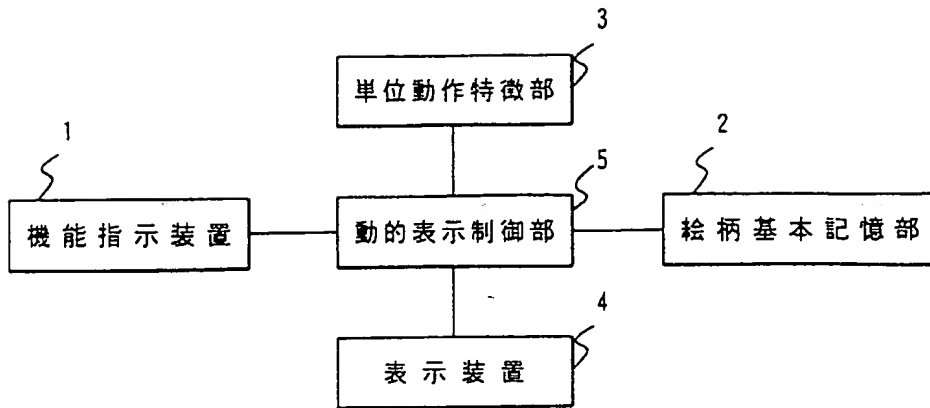 3
単位動作特徴部
1
2
5
機能指示装置
動的表示制御部
絵柄基本記憶部
4
表示装置